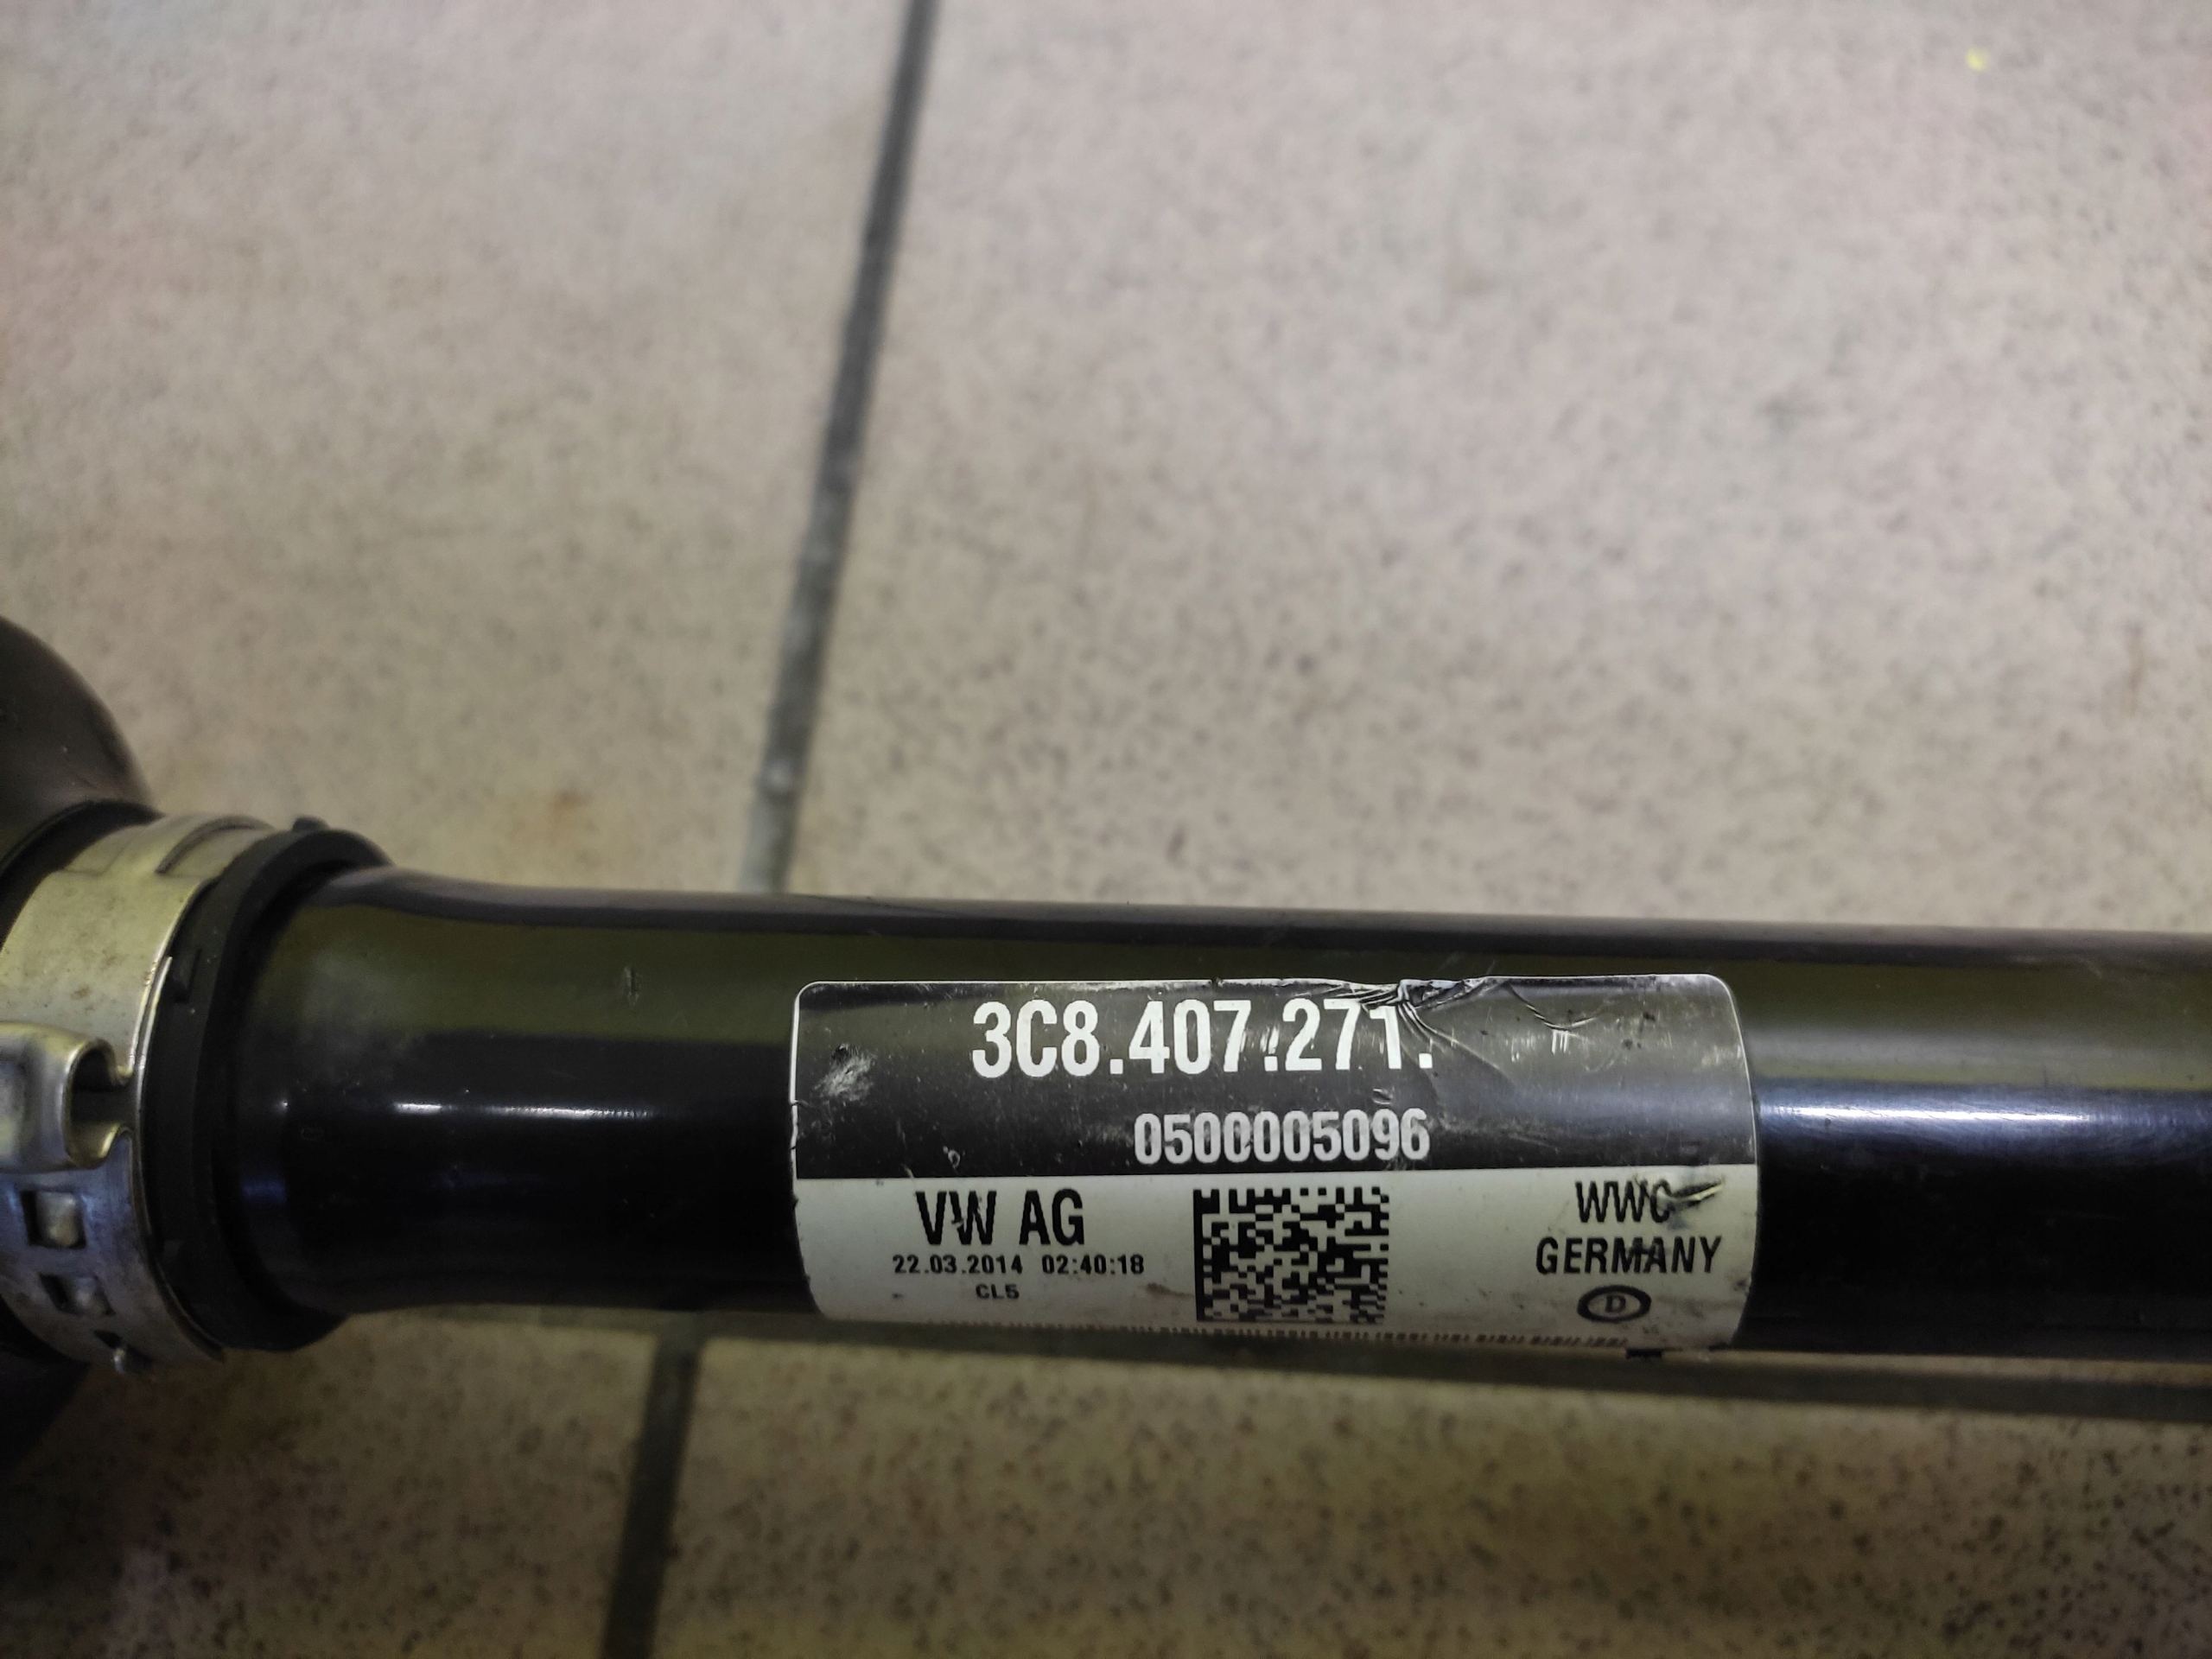 3C8.407.271.
0500005096
VW AG
22.03.2014 02:40:18
CL5
WWC
GERMANY
D